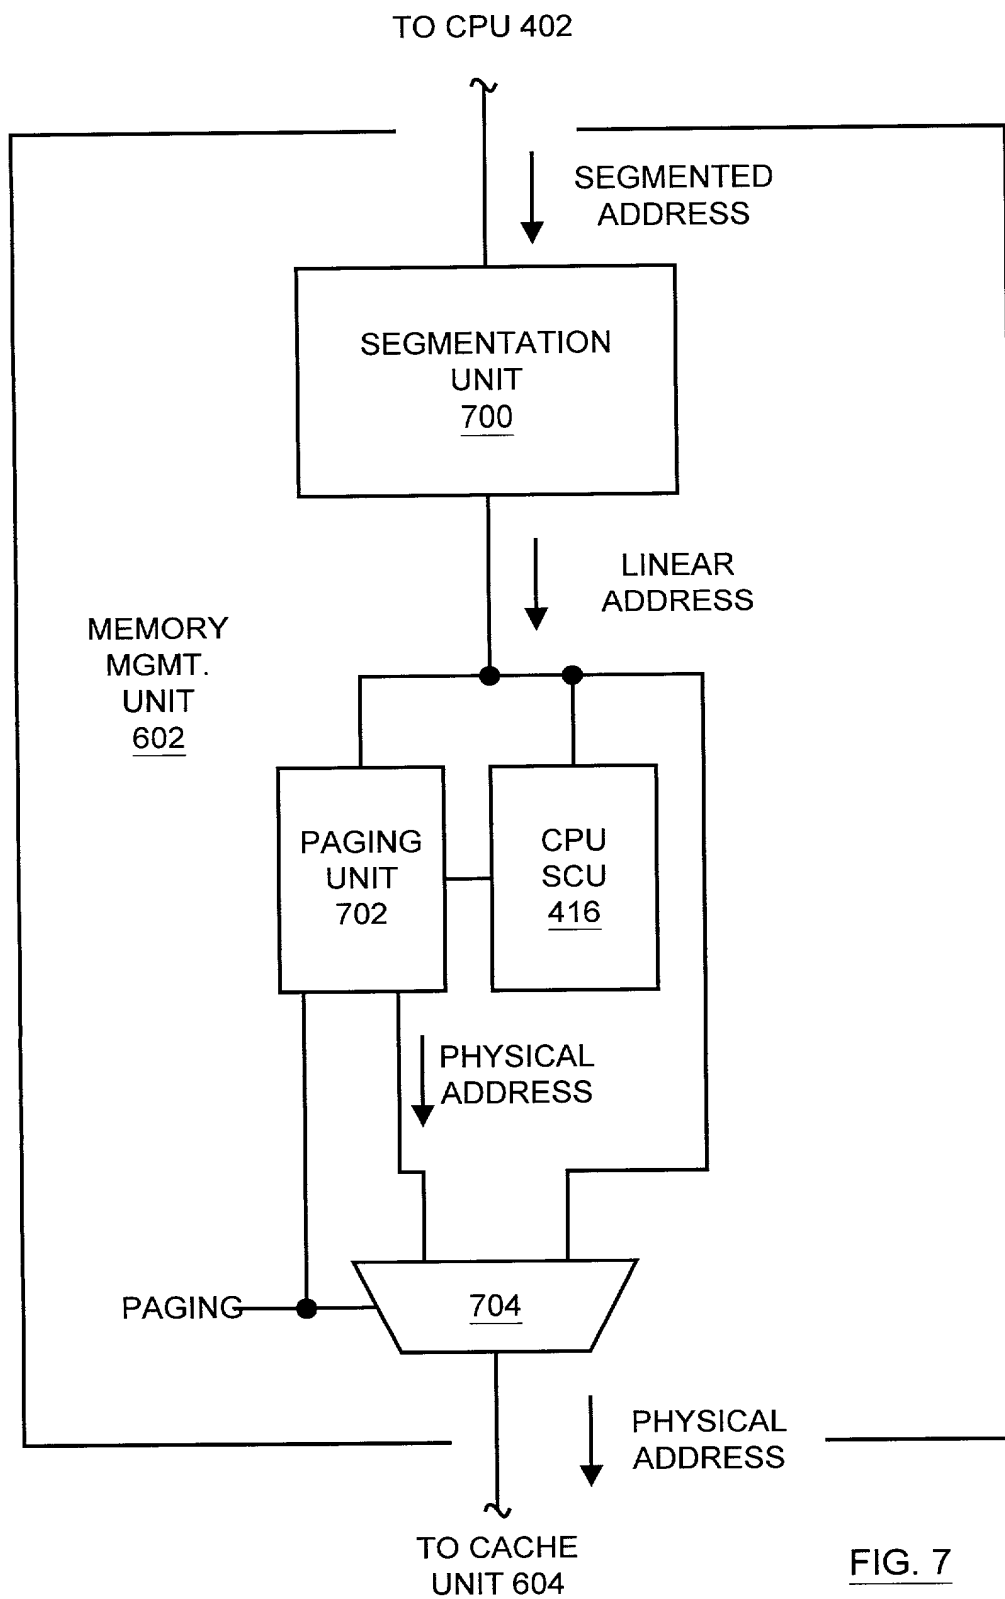 TO CPU 402
SEGMENTED
ADDRESS
SEGMENTATION
UNIT
700
LINEAR
ADDRESS
MEMORY
MGMT.
UNIT
602
PAGING
UNIT
702
CPU
SCU
416
PHYSICAL
ADDRESS
PAGING
704
PHYSICAL
ADDRESS
TO CACHE
UNIT 604
FIG. 7